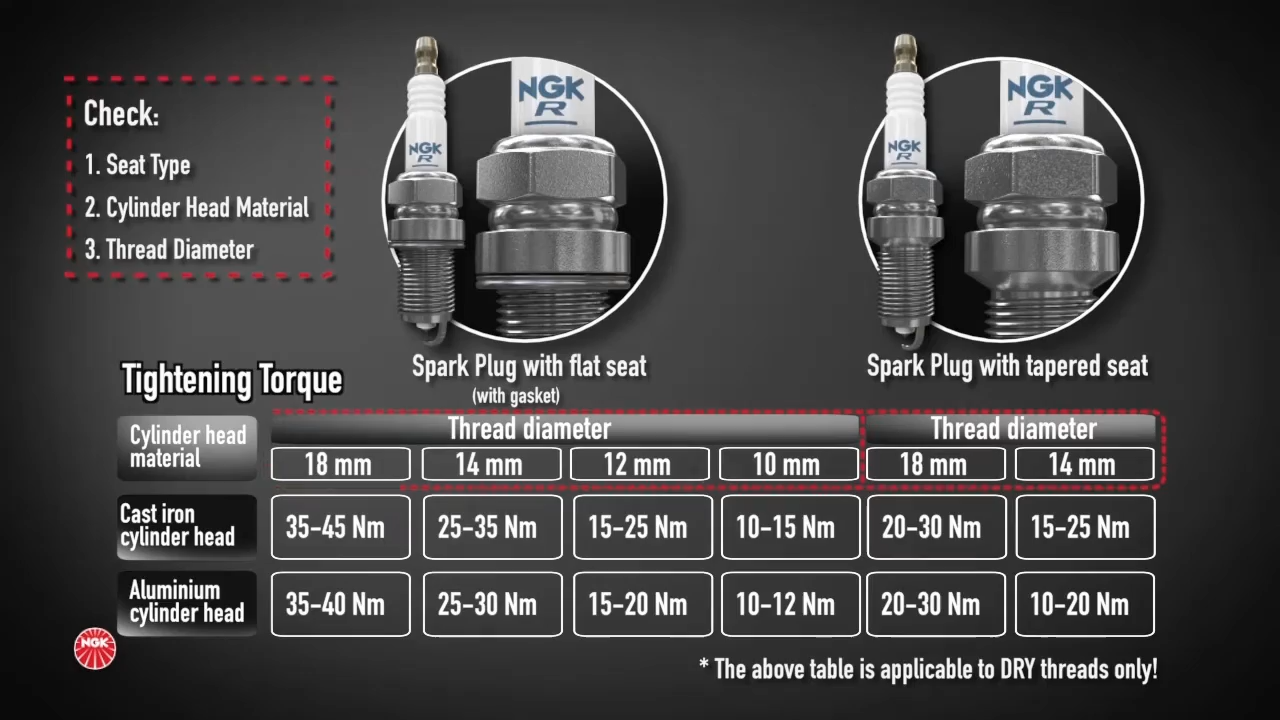 Check:
1. Seat Type
2. Cylinder Head Material
3. Thread Diameter
NGK
R
NGK
R
NGK
R
NGK
R
Spark Plug with flat seat
(with gasket)
Spark Plug with tapered seat
Tightening Torque
Cylinder head
material
Thread diameter
Thread diameter
18 mm 14 mm 12 mm 10 mm 18 mm 14 mm
Cast iron
cylinder head
35-45 Nm 25-35 Nm 15-25 Nm 10-15 Nm 20-30 Nm 15-25 Nm
Aluminium
cylinder head
35-40 Nm 25-30 Nm 15-20 Nm 10-12 Nm 20-30 Nm 10-20 Nm
NGK
* The above table is applicable to DRY threads only!